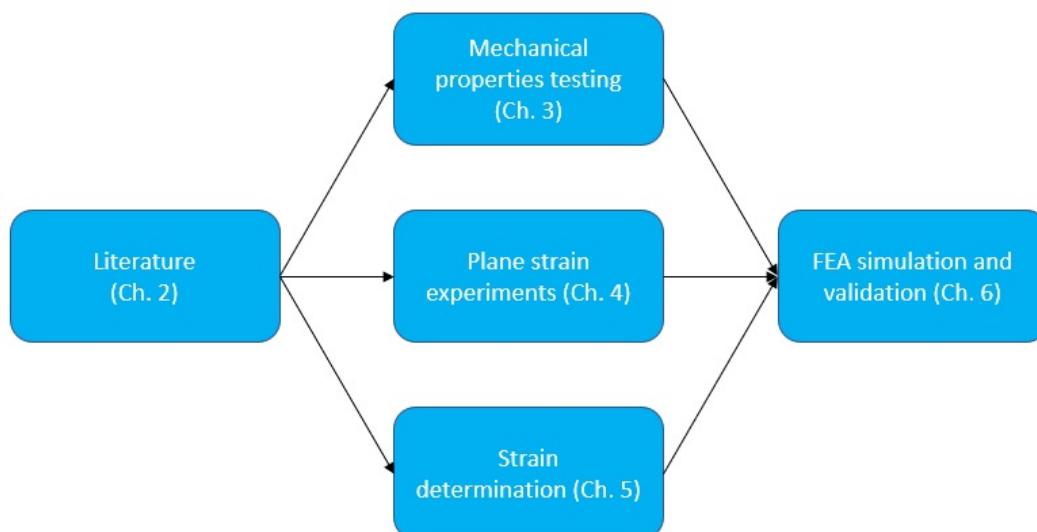 Mechanical
properties testing
(Ch. 3)
Literature
(Ch. 2)
Plane strain
experiments (Ch. 4)
FEA simulation and
validation (Ch. 6)
Strain
determination (Ch. 5)